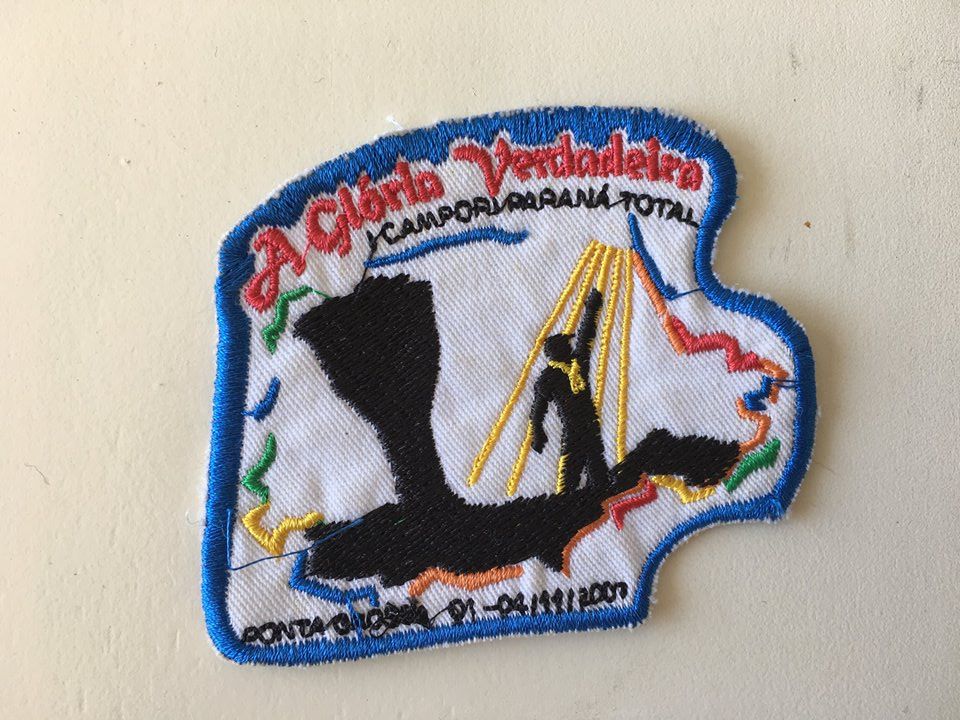 A Glória Verdadeira
I CAMPORI PARANÁ TOTAL
PONTA GROSSA 01-04/11/2007